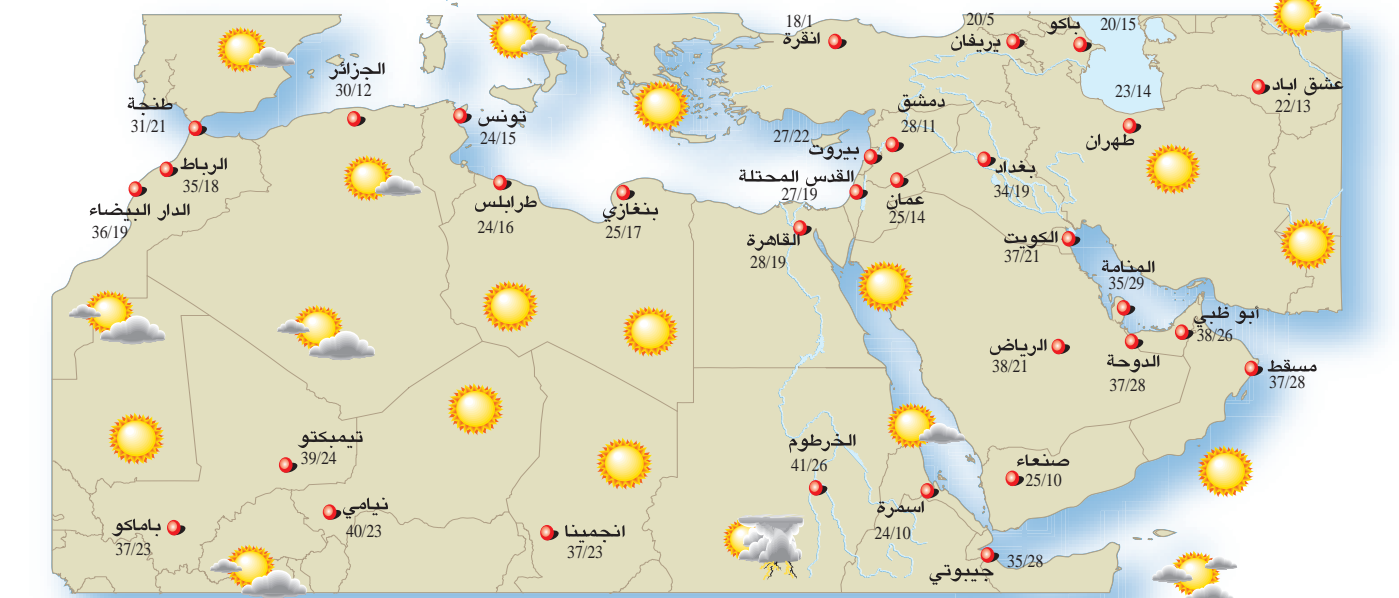 18/1
انقرة
20/5
يريفان
باكو
20/15
23/14
عشق اباد
22/13
طهران
الجزائر
30/12
طنجة
31/21
تونس
24/15
الرباط
35/18
الدار البيضاء
36/19
طرابلس
24/16
بنغازي
25/17
دمشق
28/11
27/22
بيروت
القدس المحتلة
27/19
عمان
25/14
بغداد
34/19
القاهرة
28/19
الكويت
37/21
المنامة
35/29
أبو ظبي
38/26
الرياض
38/21
الدوحة
37/28
مسقط
37/28
تيمبكتو
39/24
الخرطوم
41/26
صنعاء
25/10
اسمرة
24/10
نيامي
40/23
باماكو
37/23
انجمينا
37/23
35/28
جيبوتي